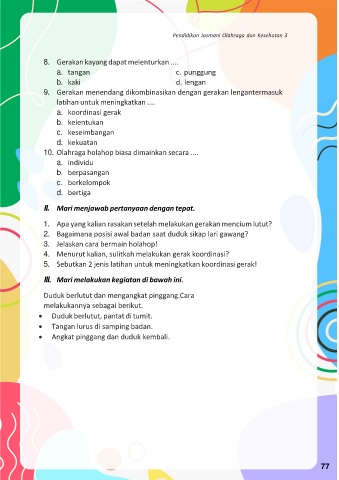 Pendidikan Jasmani Olahraga dan Kesehatan 3
8. Gerakan kayang dapat melenturkan ....
a. tangan c. punggung
b. kaki d. lengan
9. Gerakan menendang dikombinasikan dengan gerakan lengantermasuk
latihan untuk meningkatkan ....
a. koordinasi gerak
b. kelentukan
c. keseimbangan
d. kekuatan
10. Olahraga holahop biasa dimainkan secara ....
a. individu
b. berpasangan
c. berkelompok
d. bertiga
II. Mari menjawab pertanyaan dengan tepat.
1. Apa yang kalian rasakan setelah melakukan gerakan mencium lutut?
2. Bagaimana posisi awal badan saat duduk sikap lari gawang?
3. Jelaskan cara bermain holahop!
4. Menurut kalian, sulitkah melakukan gerak koordinasi?
5. Sebutkan 2 jenis latihan untuk meningkatkan koordinasi gerak!
III. Mari melakukan kegiatan di bawah ini.
Duduk berlutut dan mengangkat pinggang.Cara
melakukannya sebagai berikut.
• Duduk berlutut, pantat di tumit.
• Tangan lurus di samping badan.
• Angkat pinggang dan duduk kembali.
77